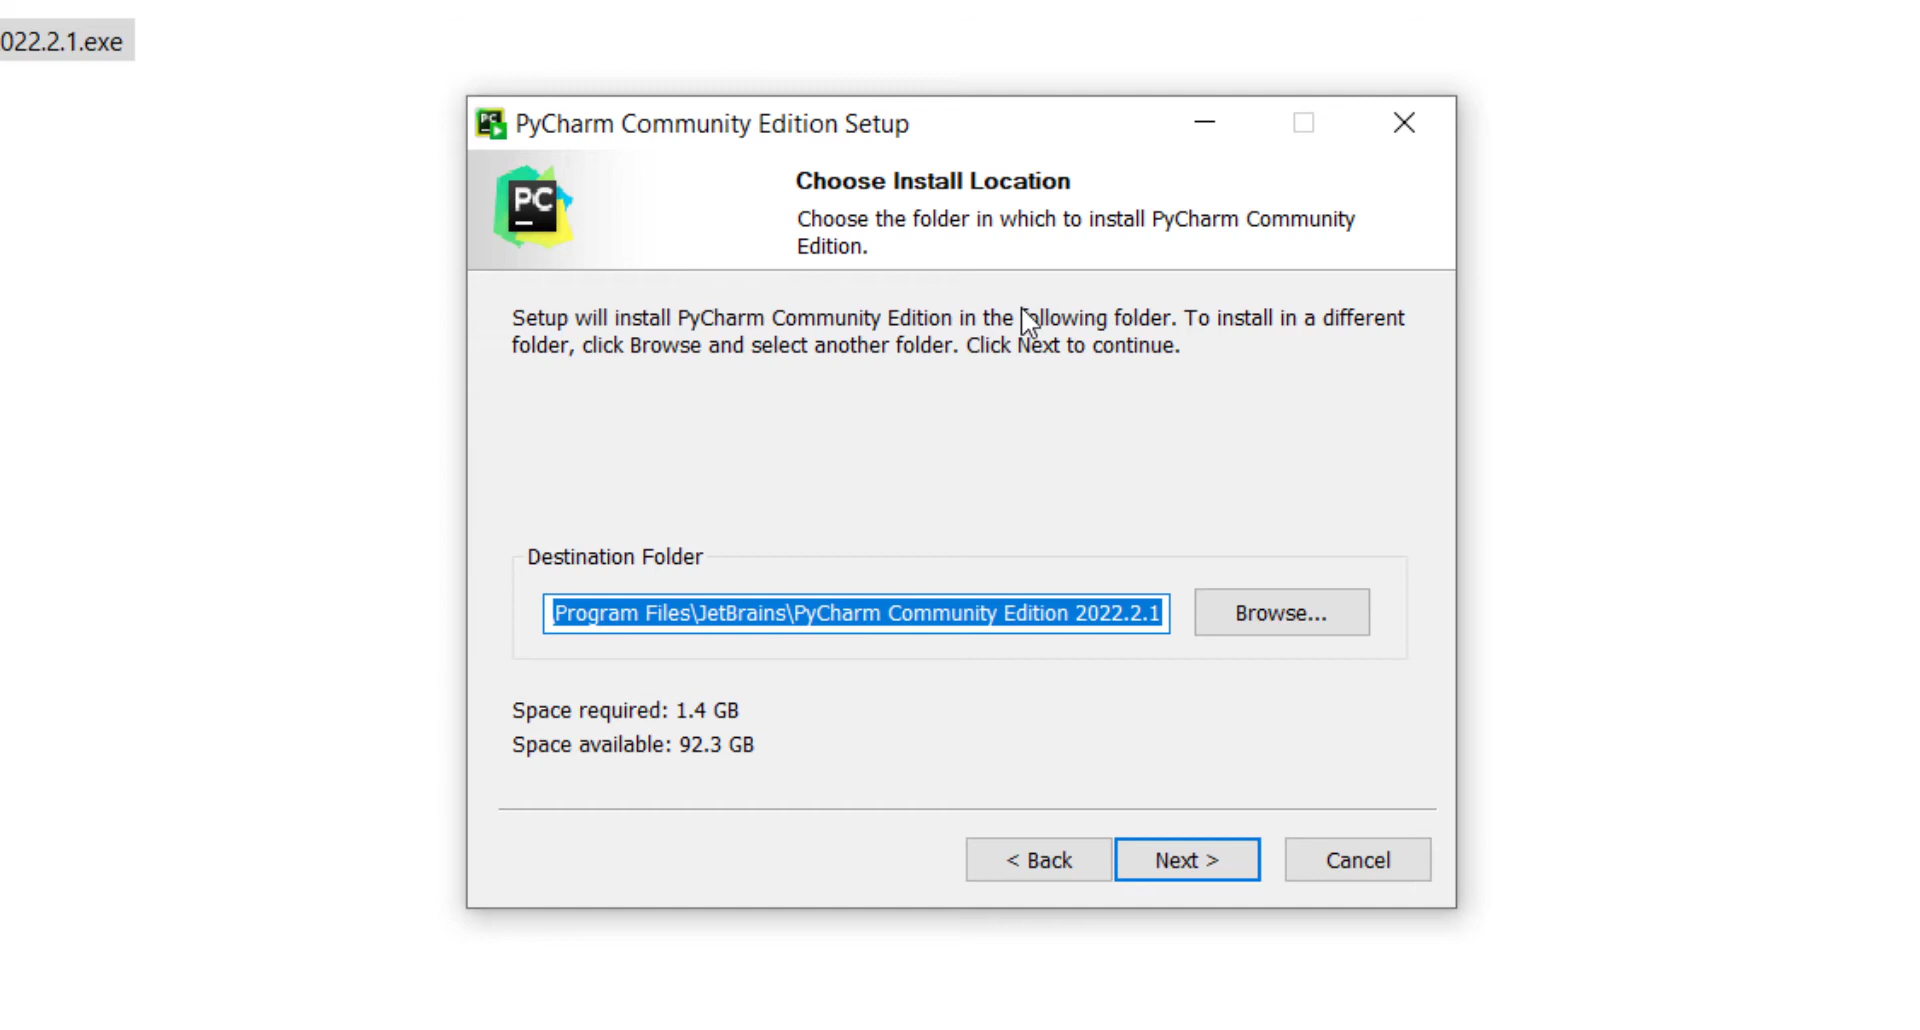 022.2.1.exe
PyCharm Community Edition Setup
PC
Choose Install Location
Choose the folder in which to install PyCharm Community
Edition.
Setup will install PyCharm Community Edition in the following folder. To install in a different
folder, click Browse and select another folder. Click Next to continue.
Destination Folder
Program Files\JetBrains\PyCharm Community Edition 2022.2.1
Browse...
Space required: 1.4 GB
Space available: 92.3 GB
< Back
Next >
Cancel